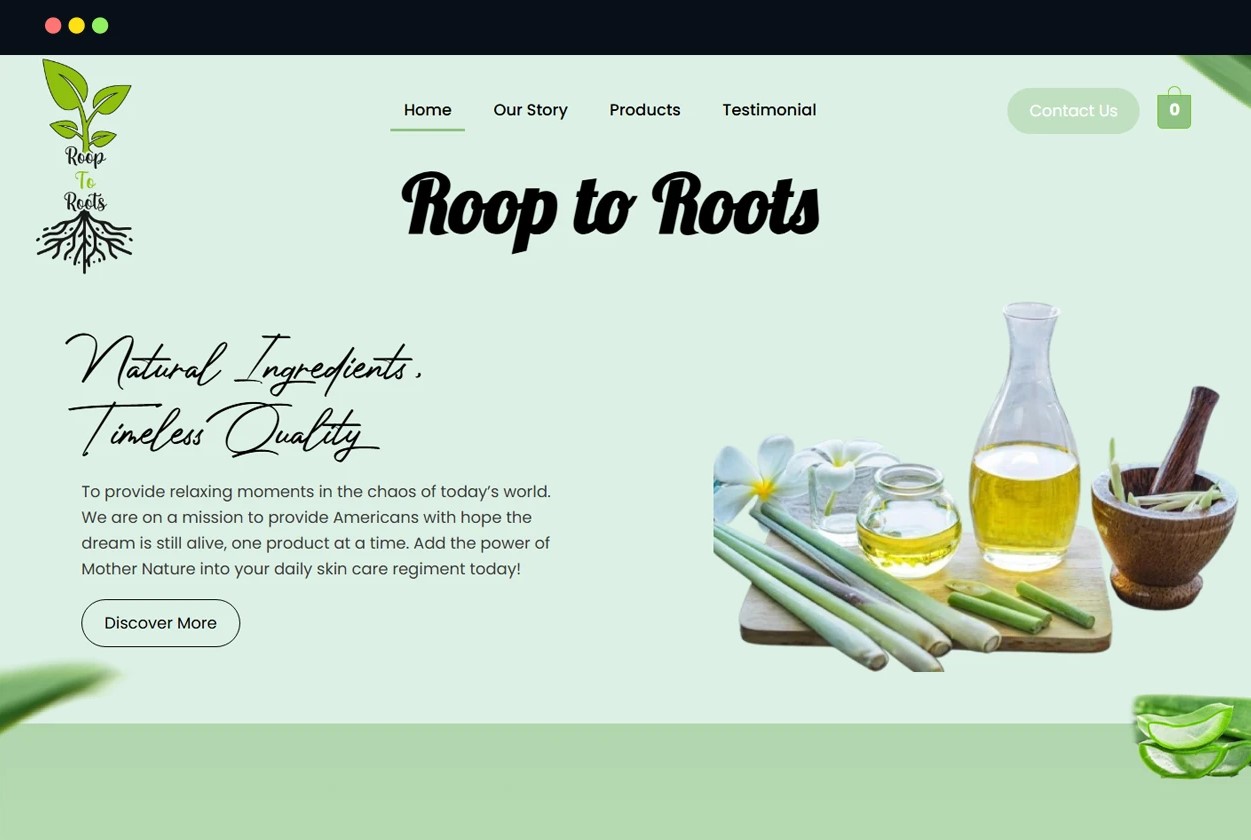 Roop
To
Roots
Home
Our Story
Products
Testimonial
Contact Us
0
Roop to Roots
Natural Ingredients,
Timeless Quality
To provide relaxing moments in the chaos of today’s world.
We are on a mission to provide Americans with hope the
dream is still alive, one product at a time. Add the power of
Mother Nature into your daily skin care regiment today!
Discover More